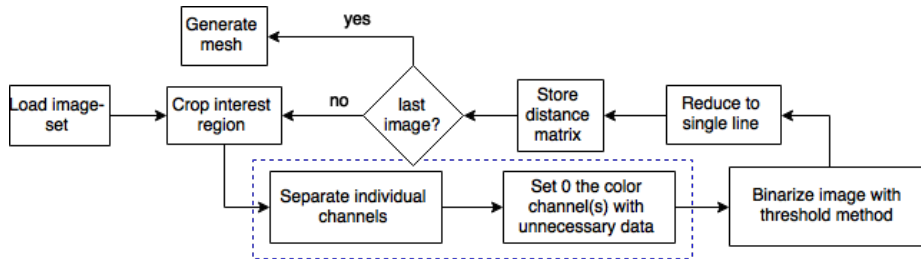 Generate
mesh
yes
Load image-
set
Crop interest
region
no
last
image?
Store
distance
matrix
Reduce to
single line
Separate individual
channels
Set 0 the color
channel(s) with
unnecessary data
Binarize image with
threshold method